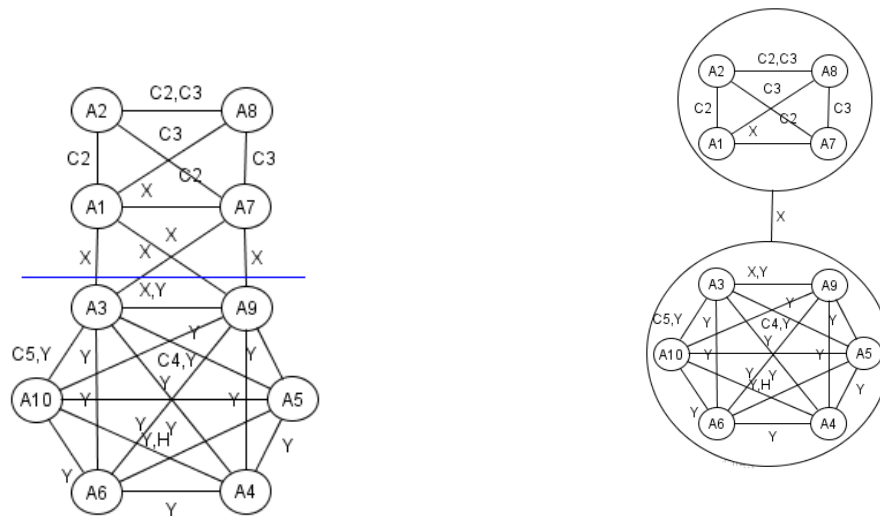 C2,C3
A2 A8
C3
C2 C3
C2
X
A1 A7
X
X X X
A3 X,Y A9
Y
C5,Y Y C4,Y Y
Y
A10 Y Y A5
Y Y
Y,H Y
Y
A6 A4
Y
C2,C3
A2 A8
C3
C2 C2 C3
X
A1 A7
X
X,Y
A3 A9
Y
C5,Y Y C4,Y
Y
A10 Y Y A5
Y Y
Y,H Y
Y
A6 A4
Y